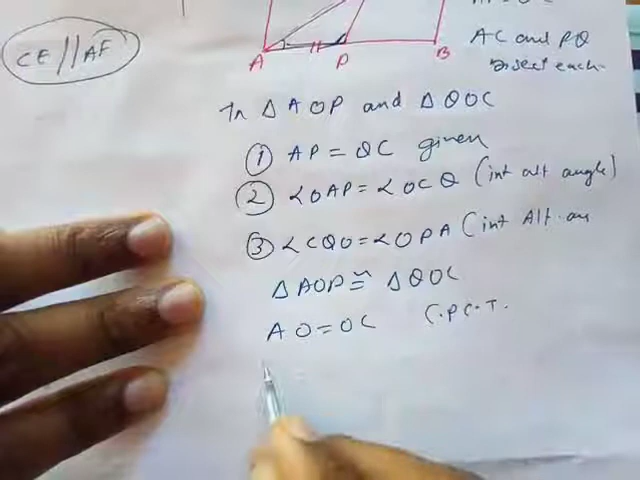 CE//AF
A P B
AC and PQ
bisect each
In △ AOP and △ QOC
① AP = QC given
② ∠OAP = ∠OCQ (int alt angle)
③ ∠CQO = ∠OPA (int Alt. an
△ AOP ≅ △ QOC
AO = OC C.P.C.T.